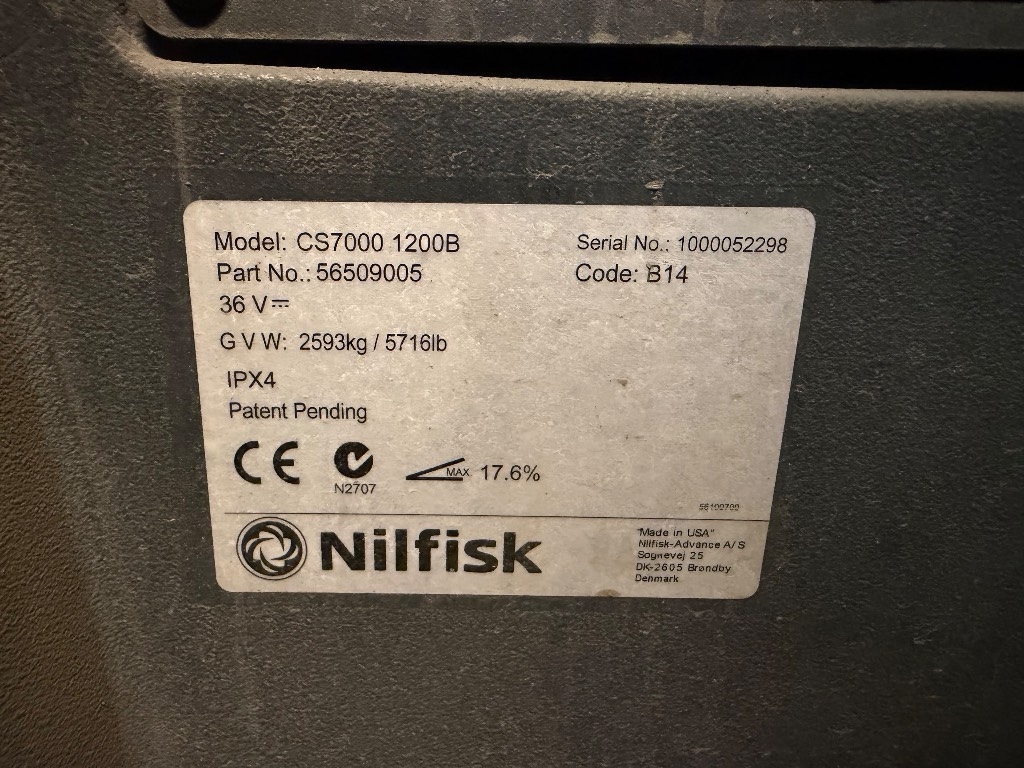 Model: CS7000 1200B
Serial No.: 1000052298
Part No.: 56509005
Code: B14
36 V⎓
G V W: 2593kg / 5716lb
IPX4
Patent Pending
CE
N2707
MAX. 17.6%
Nilfisk
"Made in USA"
Nilfisk-Advance A/S
Sognevej 25
DK-2605 Brøndby
Denmark